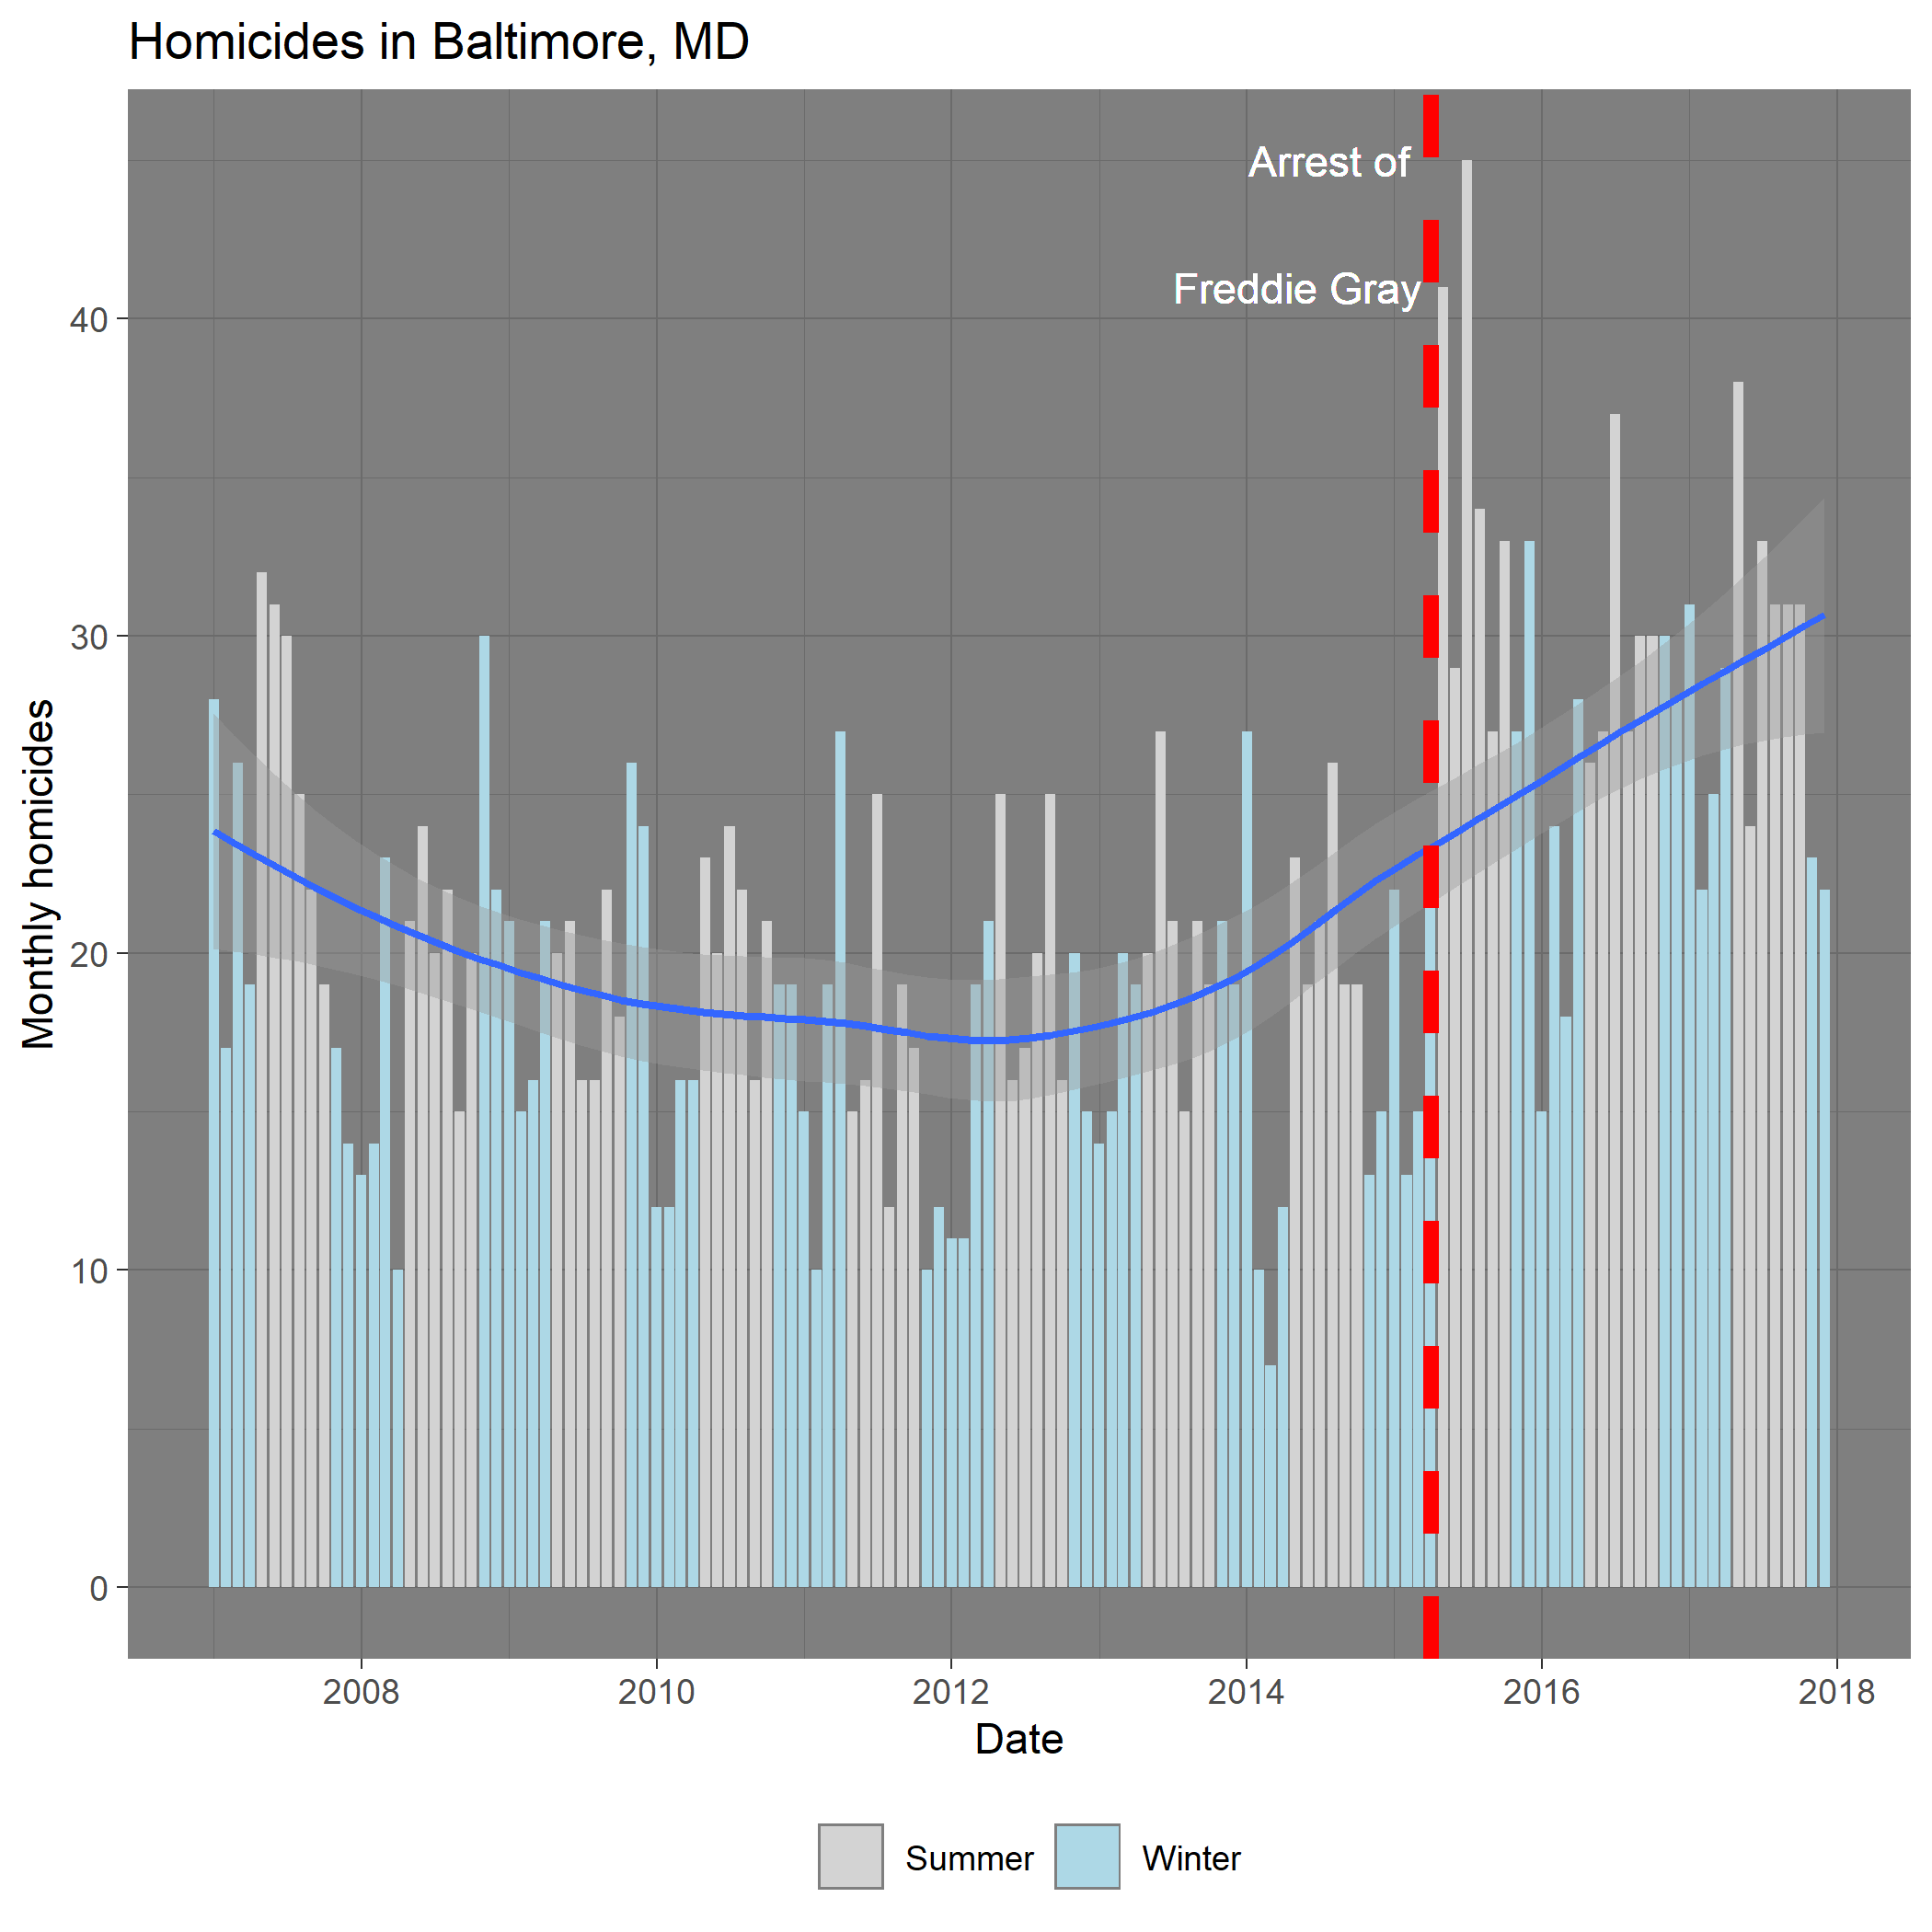 Homicides in Baltimore, MD
Arrest of
Freddie Gray
Monthly homicides
40
30
20
10
0
2008 2010 2012 2014 2016 2018
Date
Summer Winter